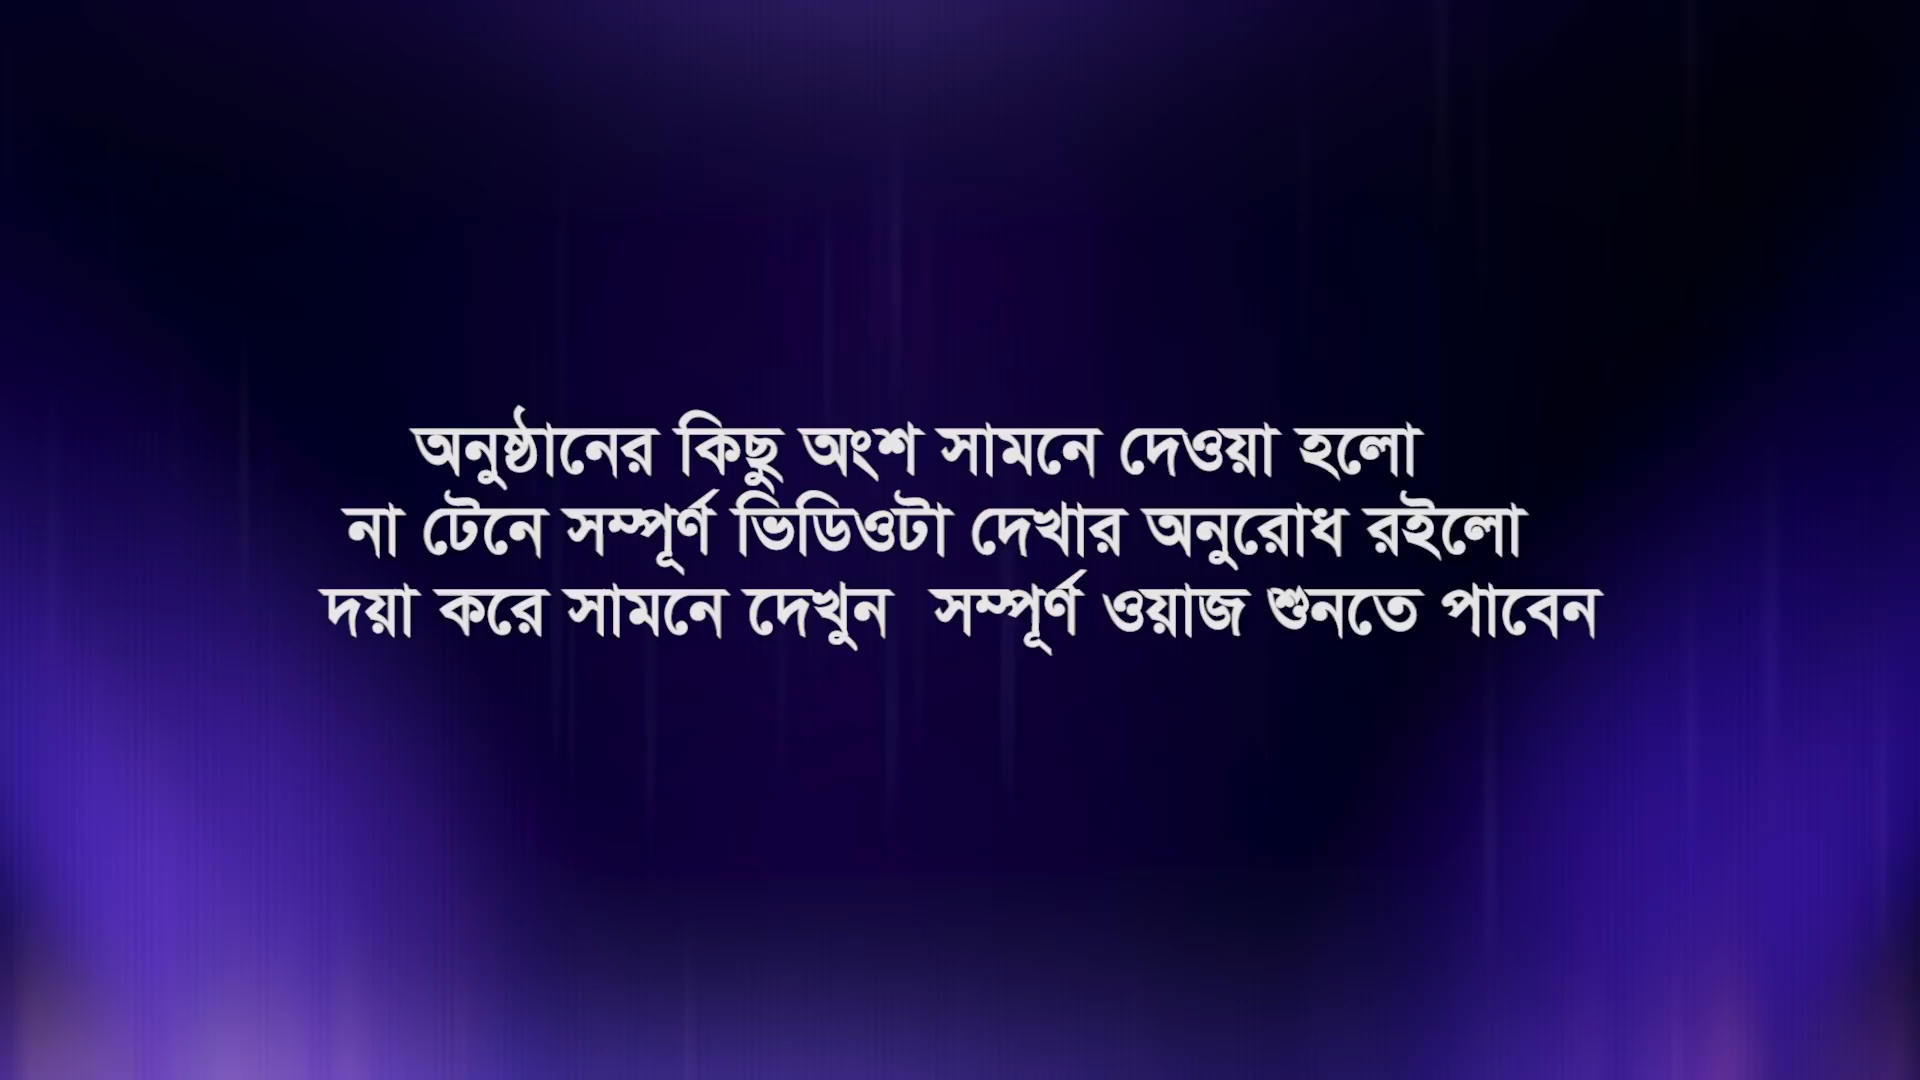 অনুষ্ঠানের কিছু অংশ সামনে দেওয়া হলো
না টেনে সম্পূর্ণ ভিডিওটা দেখার অনুরোধ রইলো
দয়া করে সামনে দেখুন  সম্পূর্ণ ওয়াজ শুনতে পাবেন